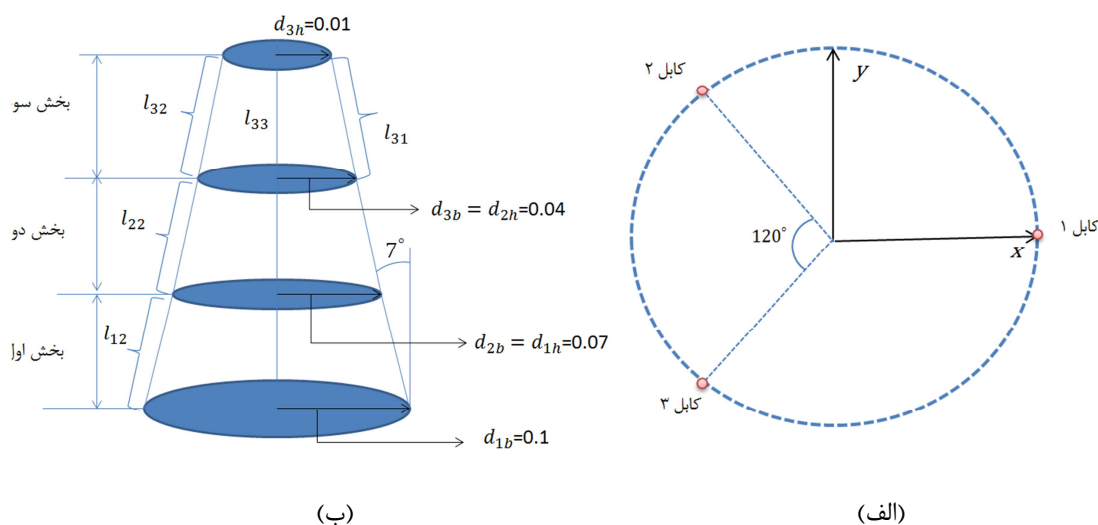 d₃ₕ=0.01
بخش سو
l₃₂
l₃₃
l₃₁
d₃b = d₂ₕ=0.04
بخش دو
l₂₂
7°
بخش اول
l₁₂
d₂b = d₁ₕ=0.07
d₁b=0.1
(ب)
کابل ۲
y
کابل ۱
x
120°
کابل ۳
(الف)